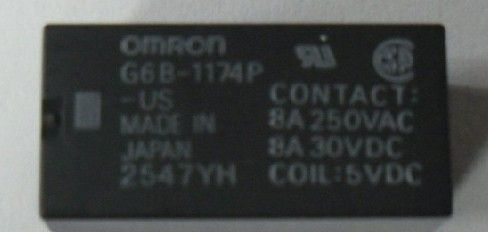 omron
G6B-1174P
-US
MADE IN
JAPAN
2547YH
CONTACT:
8A 250VAC
8A 30VDC
COIL:5VDC